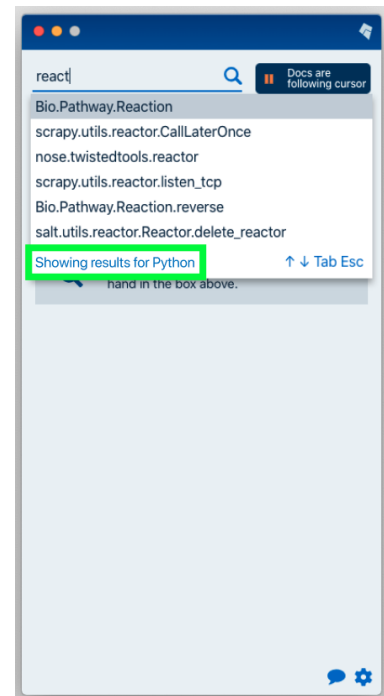 react
Docs are
following cursor
Bio.Pathway.Reaction
scrapy.utils.reactor.CallLaterOnce
nose.twistedtools.reactor
scrapy.utils.reactor.listen_tcp
Bio.Pathway.Reaction.reverse
salt.utils.reactor.Reactor.delete_reactor
Showing results for Python ↑ ↓ Tab Esc
hand in the box above.